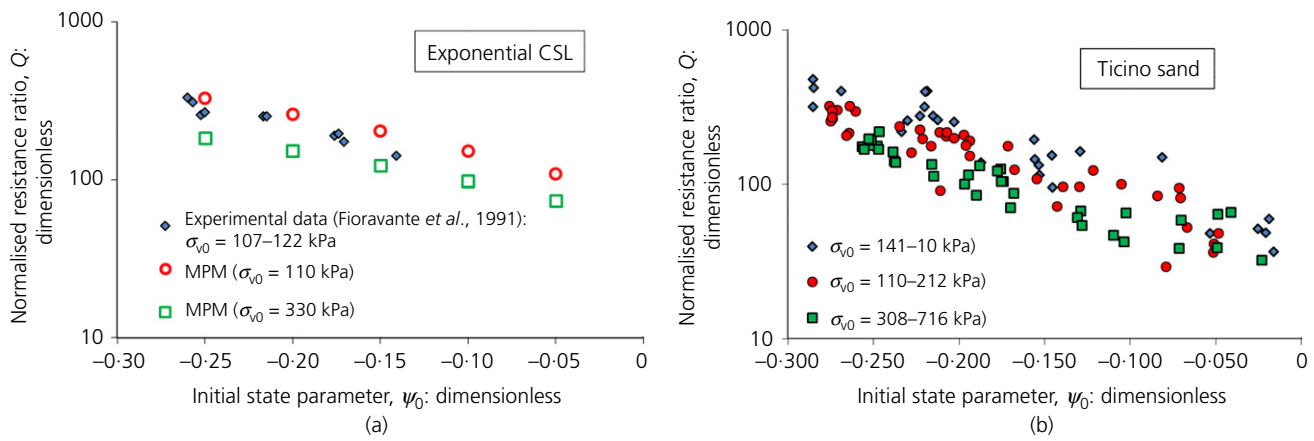 1000
100
10
Normalised resistance ratio, Q:
dimensionless
Exponential CSL
Experimental data (Fioravante et al., 1991):
σv0 = 107–122 kPa
MPM (σv0 = 110 kPa)
MPM (σv0 = 330 kPa)
–0·30 –0·25 –0·20 –0·15 –0·10 –0·05 0
Initial state parameter, ψ0: dimensionless
(a)
1000
100
10
Normalised resistance ratio, Q:
dimensionless
Ticino sand
σv0 = 141–10 kPa)
σv0 = 110–212 kPa)
σv0 = 308–716 kPa)
–0·300 –0·250 –0·200 –0·150 –0·100 –0·050 0
Initial state parameter, ψ0: dimensionless
(b)